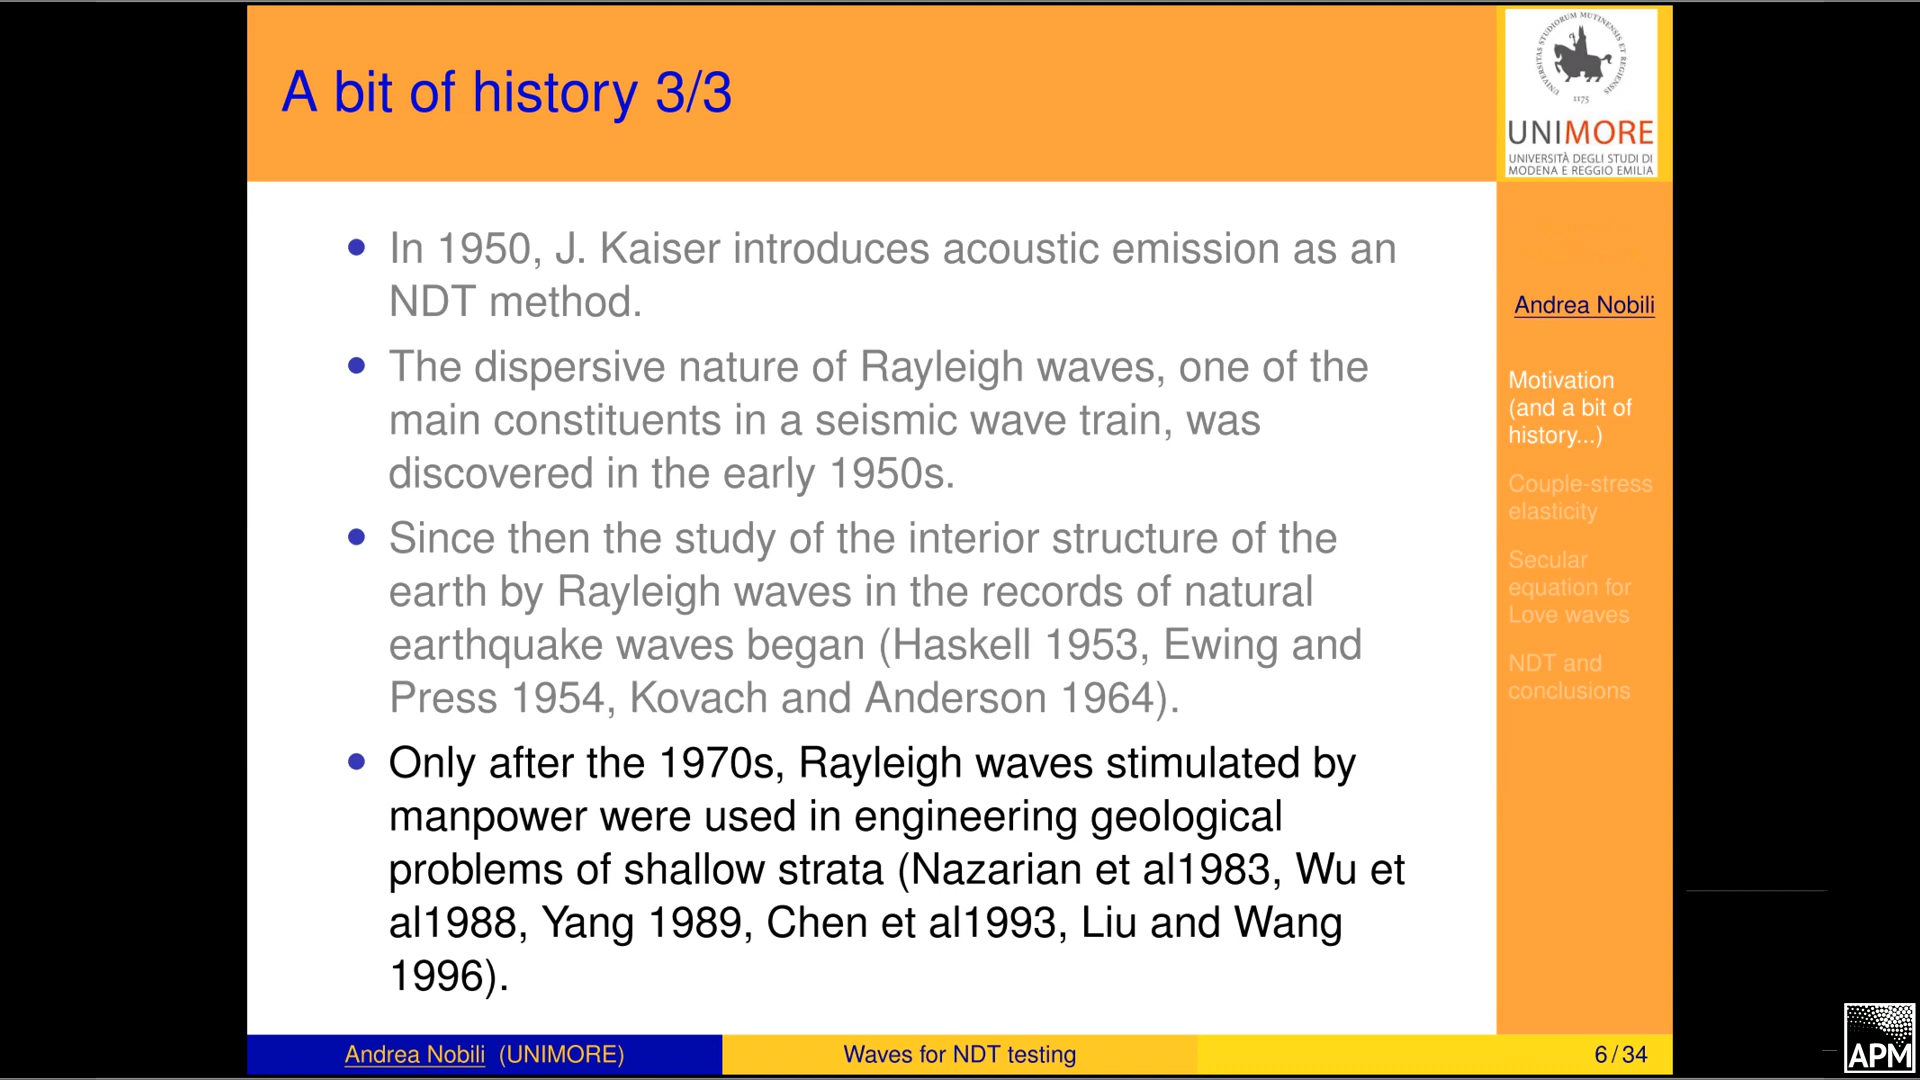 A bit of history 3/3
UNIVERSITAS STUDIORUM MUTINENSIS ET REGIENSIS
1175
UNIMORE
UNIVERSITÀ DEGLI STUDI DI
MODENA E REGGIO EMILIA
In 1950, J. Kaiser introduces acoustic emission as an
NDT method.
The dispersive nature of Rayleigh waves, one of the
main constituents in a seismic wave train, was
discovered in the early 1950s.
Since then the study of the interior structure of the
earth by Rayleigh waves in the records of natural
earthquake waves began (Haskell 1953, Ewing and
Press 1954, Kovach and Anderson 1964).
Only after the 1970s, Rayleigh waves stimulated by
manpower were used in engineering geological
problems of shallow strata (Nazarian et al1983, Wu et
al1988, Yang 1989, Chen et al1993, Liu and Wang
1996).
Andrea Nobili
Motivation
(and a bit of
history...)
Couple-stress
elasticity
Secular
equation for
Love waves
NDT and
conclusions
Andrea Nobili (UNIMORE)
Waves for NDT testing
6 / 34
APM